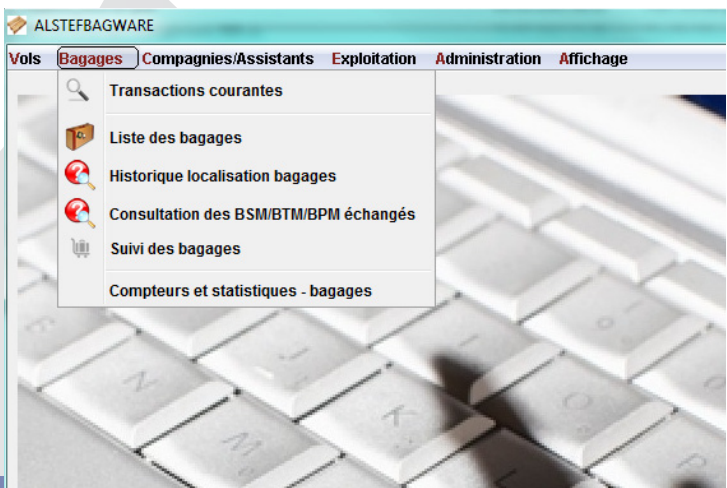 ALSTEFBAGWARE
Vols Bagages Compagnies/Assistants Exploitation Administration Affichage
Transactions courantes
Liste des bagages
Historique localisation bagages
Consultation des BSM/BTM/BPM échangés
Suivi des bagages
Compteurs et statistiques - bagages
J
K
L
N
M